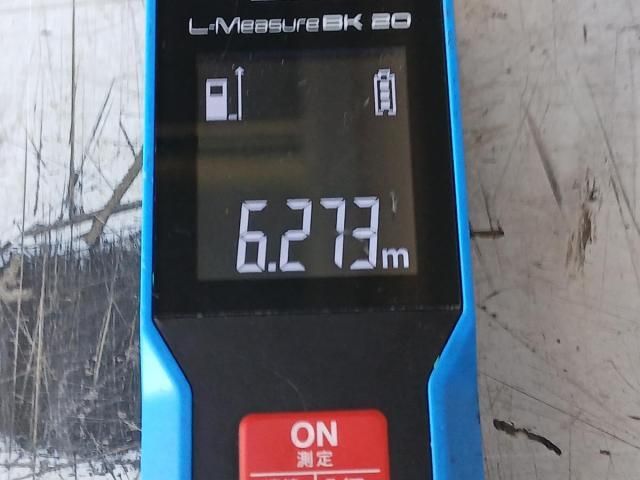 L-Measure BK 20
6.273m
ON
測定